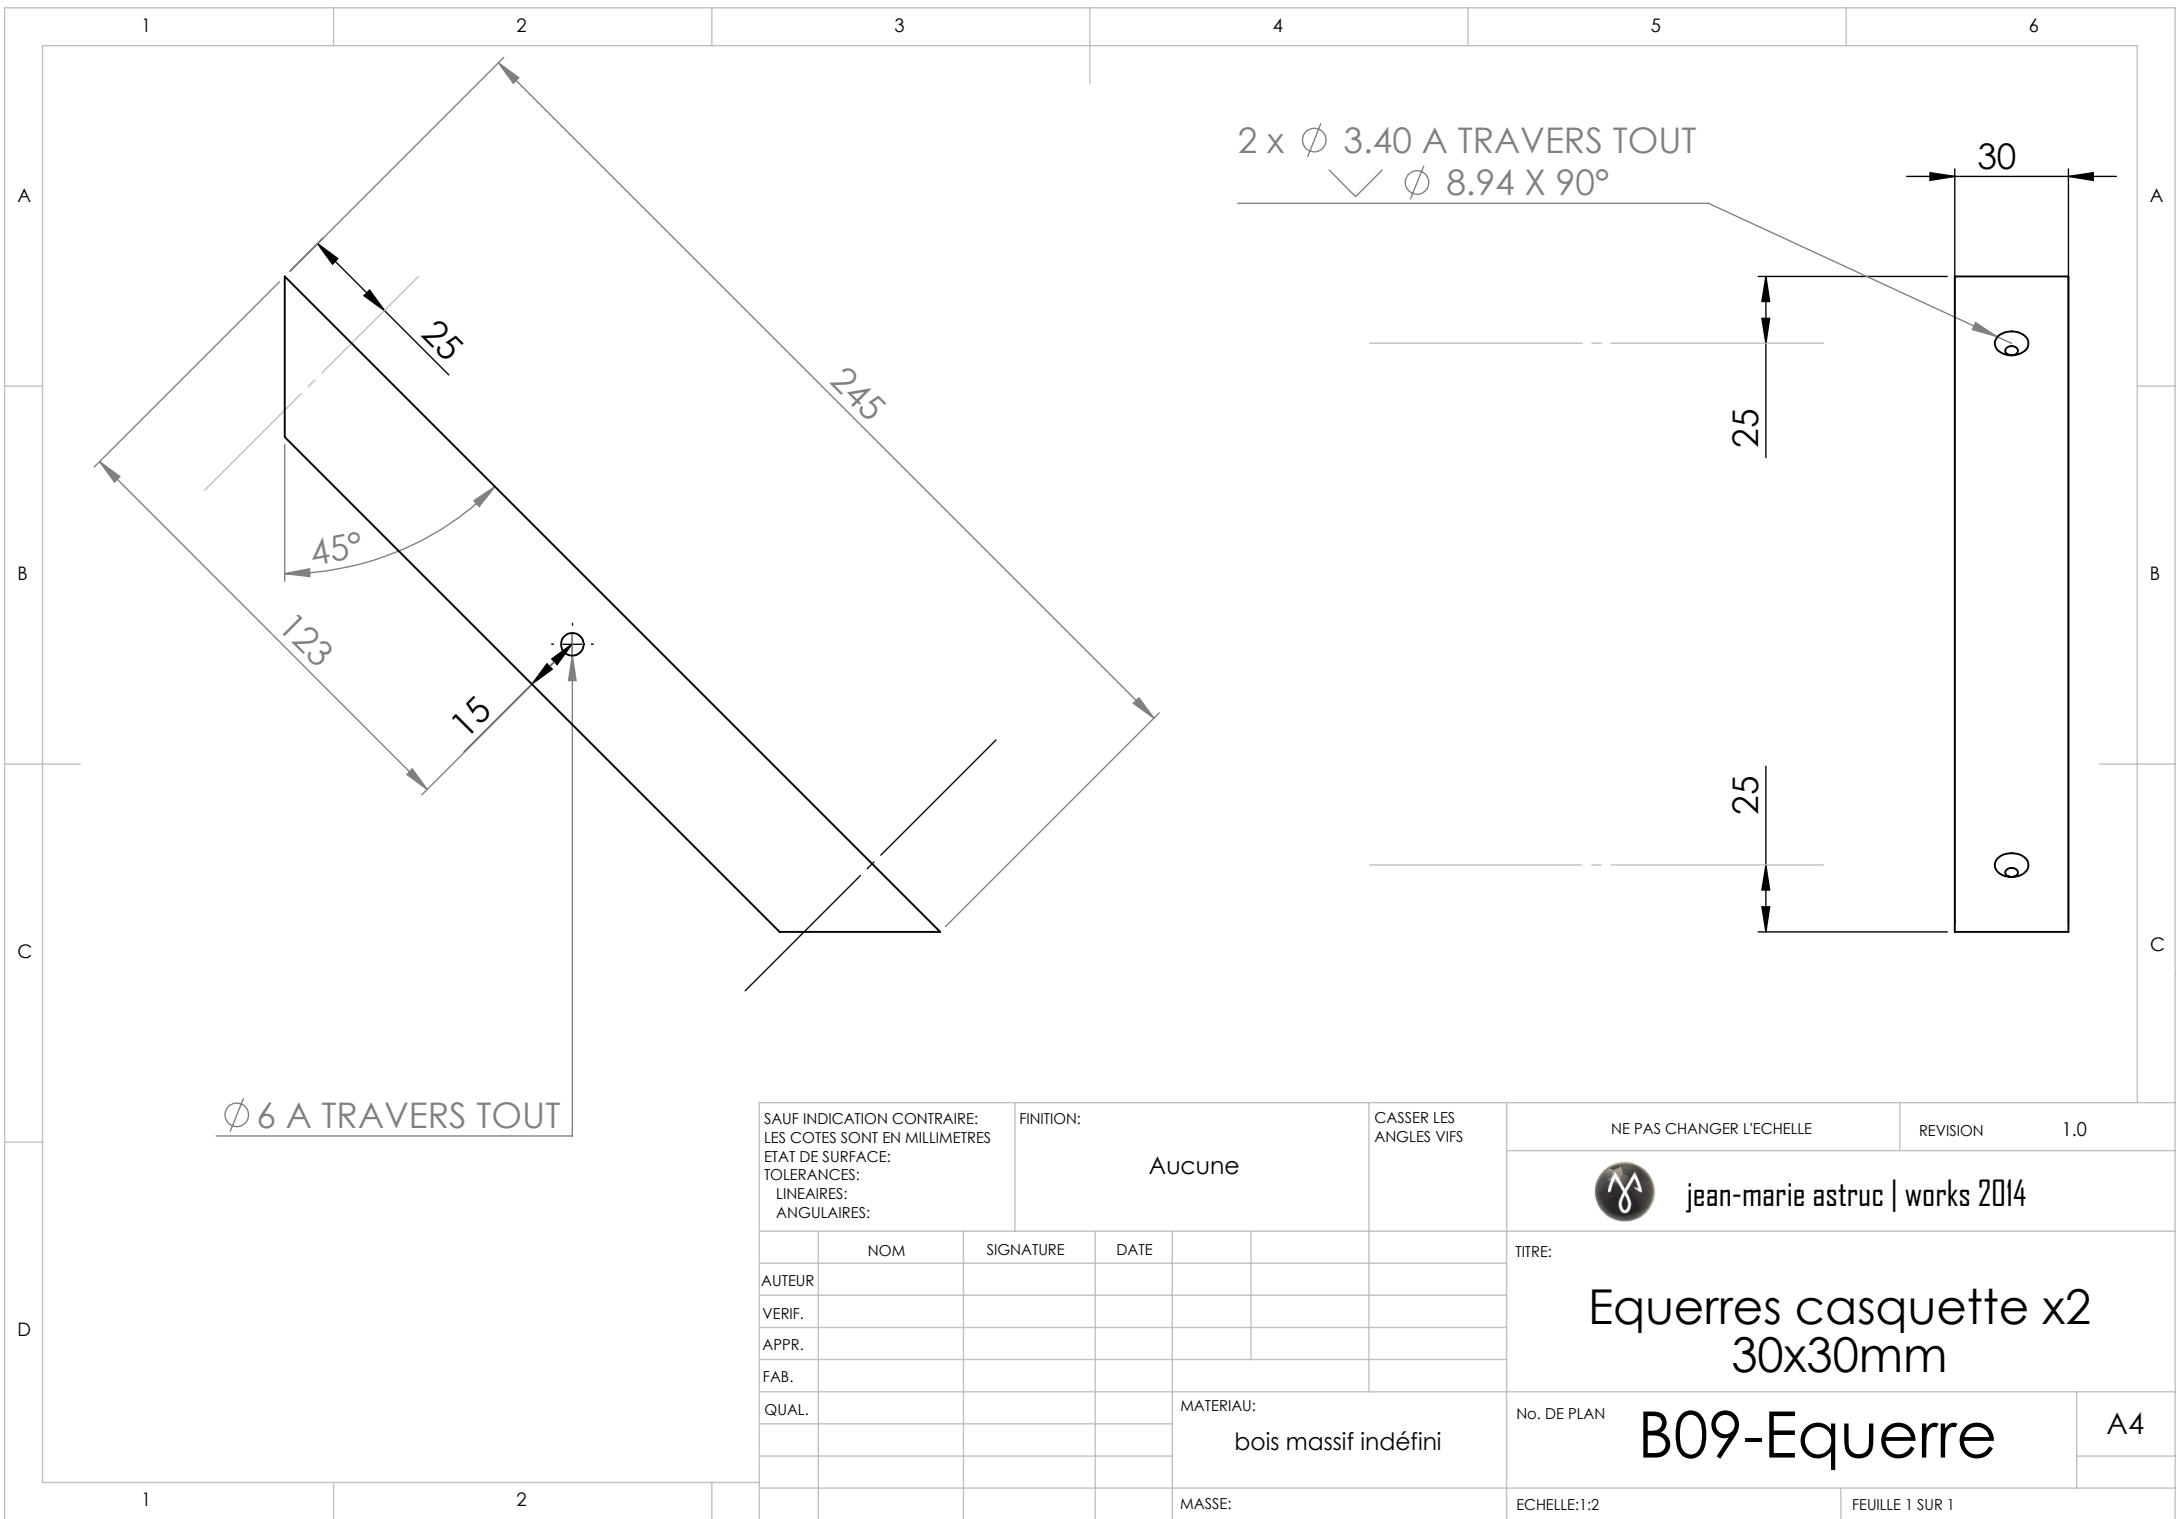 1 2 3 4 5 6
2 x ∅ 3.40 A TRAVERS TOUT
∅ 8.94 X 90°
30
A A
25
245
25
45°
B B
123
15
25
C C
∅6 A TRAVERS TOUT
D
1 2
SAUF INDICATION CONTRAIRE:
LES COTES SONT EN MILLIMETRES
ETAT DE SURFACE:
TOLERANCES:
LINEAIRES:
ANGULAIRES:
FINITION:
Aucune
CASSER LES
ANGLES VIFS
NE PAS CHANGER L'ECHELLE
REVISION 1.0
jean-marie astruc | works 2014
NOM SIGNATURE DATE
AUTEUR
VERIF.
APPR.
FAB.
QUAL.
TITRE:
Equerres casquette x2
30x30mm
MATERIAU:
bois massif indéfini
No. DE PLAN
B09-Equerre
A4
MASSE:
ECHELLE:1:2
FEUILLE 1 SUR 1